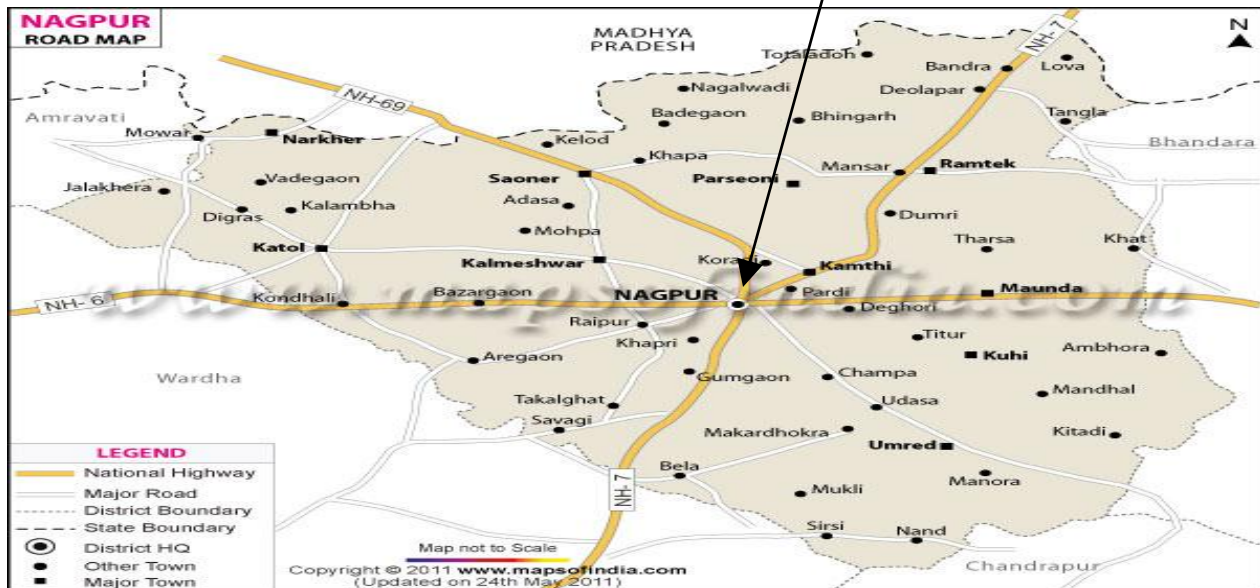 NAGPUR
ROAD MAP
MADHYA
PRADESH
N
NH-7
Totaladoh
Bandra
Lova
Nagalwadi
Deolapar
NH-69
Amravati
Badegaon
Bhingarh
Tangla
Mowar
Narkher
Kelod
Bhandara
Khapa
Mansar
Ramtek
Saoner
Parseoni
Jalakhera
Vadegaon
Adasa
Digras
Kalambha
Dumri
Mohpa
Tharsa
Khat
Katol
Kalmeshwar
Koradi
Kamthi
www.mapsofindia.com
NH- 6
Kondhali
Bazargaon
NAGPUR
Pardi
Maunda
Deghori
Raipur
Khapri
Titur
Kuhi
Ambhora
Aregaon
Wardha
Gumgaon
Champa
Mandhal
Takalghat
Udasa
Savagi
Makardhokra
Kitadi
Umred
LEGEND
National Highway
Bela
Manora
Major Road
NH- 7
Mukli
District Boundary
State Boundary
Sirsi
Nand
District HQ
Map not to Scale
Other Town
Copyright © 2011 www.mapsofindia.com
Chandrapur
Major Town
(Updated on 24th May 2011)